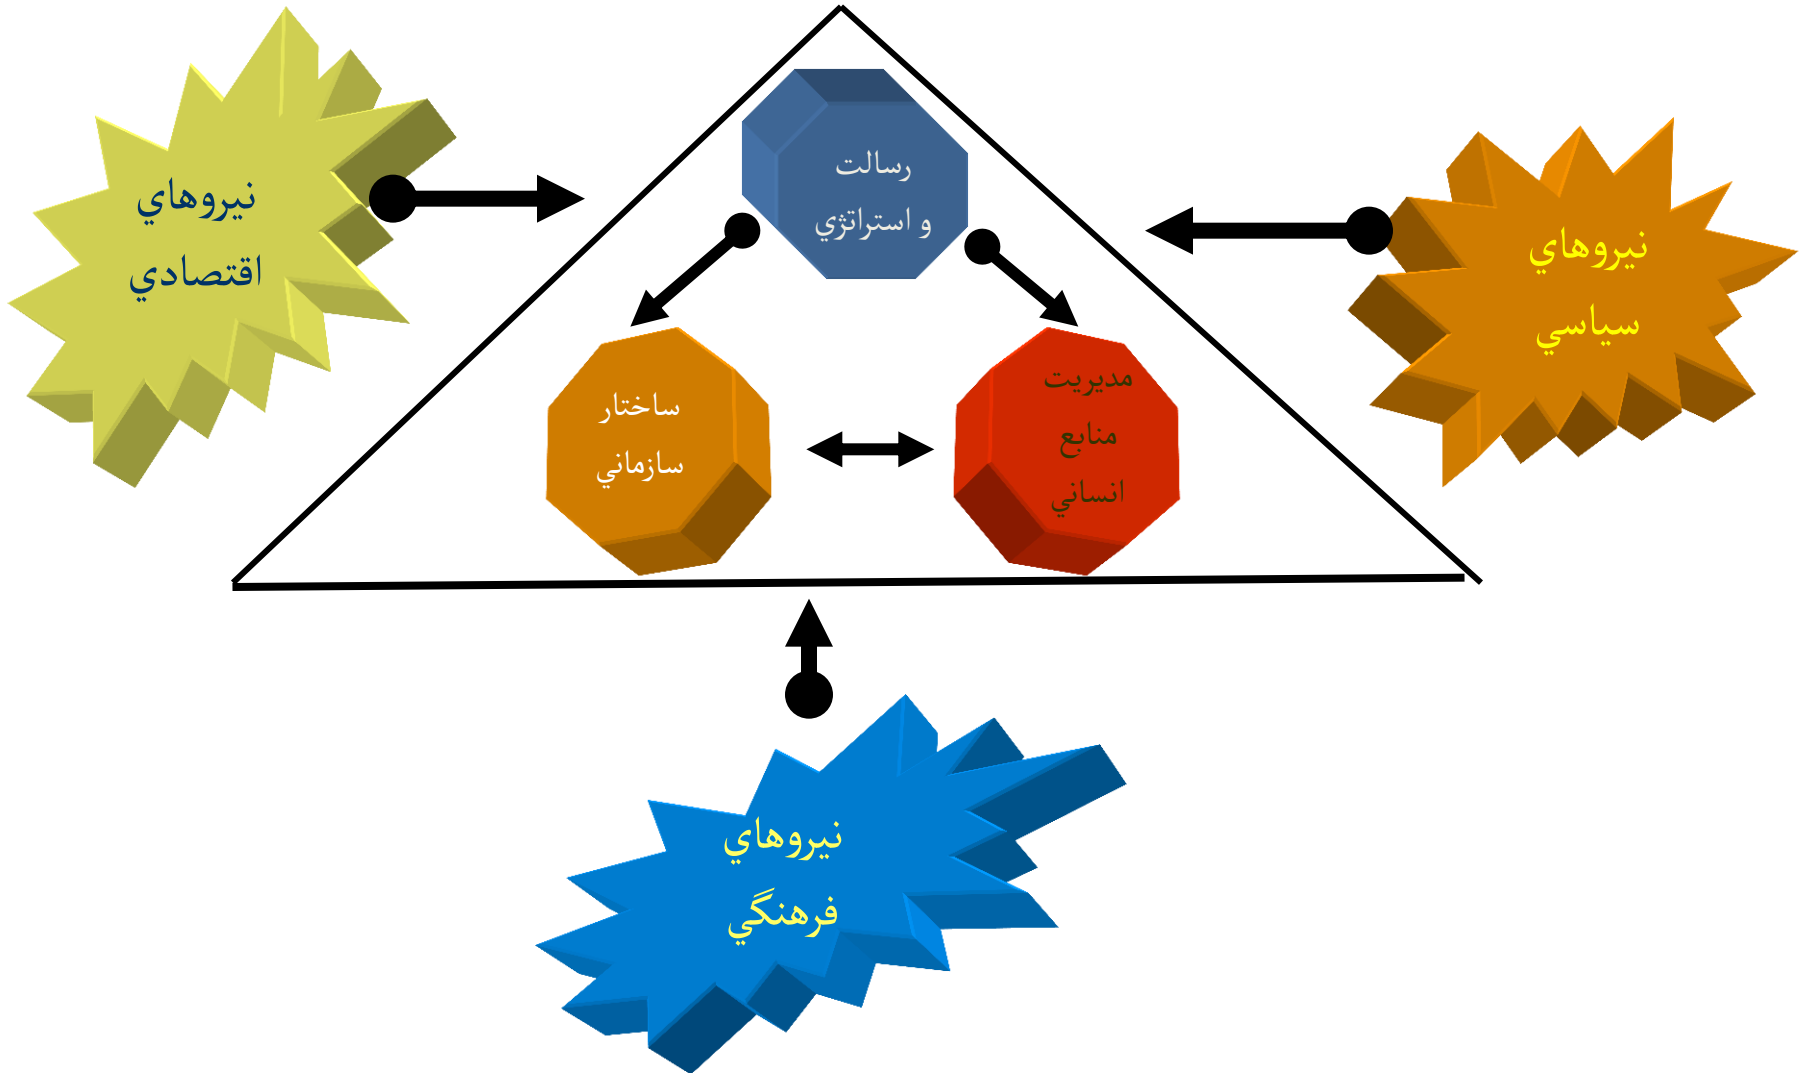 رسالت
و استراتژي
نيروهاي
اقتصادي
نيروهاي
سياسي
ساختار
سازماني
مديريت
منابع
انساني
نيروهاي
فرهنگي